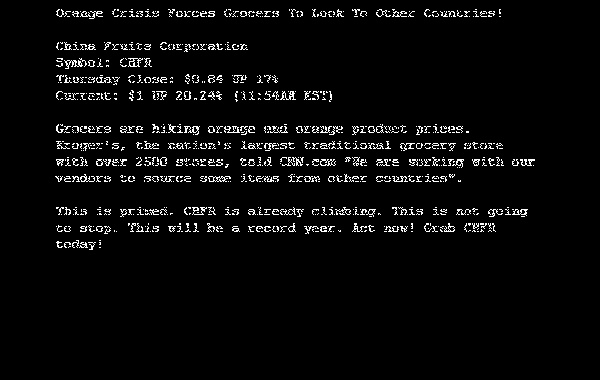 Orange Crisis Forces Grocers To Look To Other Countries!
China Fruits Corporation
Symbol: CHFR
Thursday Close: $0.84 UP 17%
Current: $1 UP 20.24% (11:54AM EST)
Grocers are hiking orange and orange product prices.
Kroger's, the nation's largest traditional grocery store
with over 2500 stores, told CNN.com "We are working with our
vendors to source some items from other countries".
This is primed. CHFR is already climbing. This is not going
to stop. This will be a record year. Act now! Grab CHFR
today!